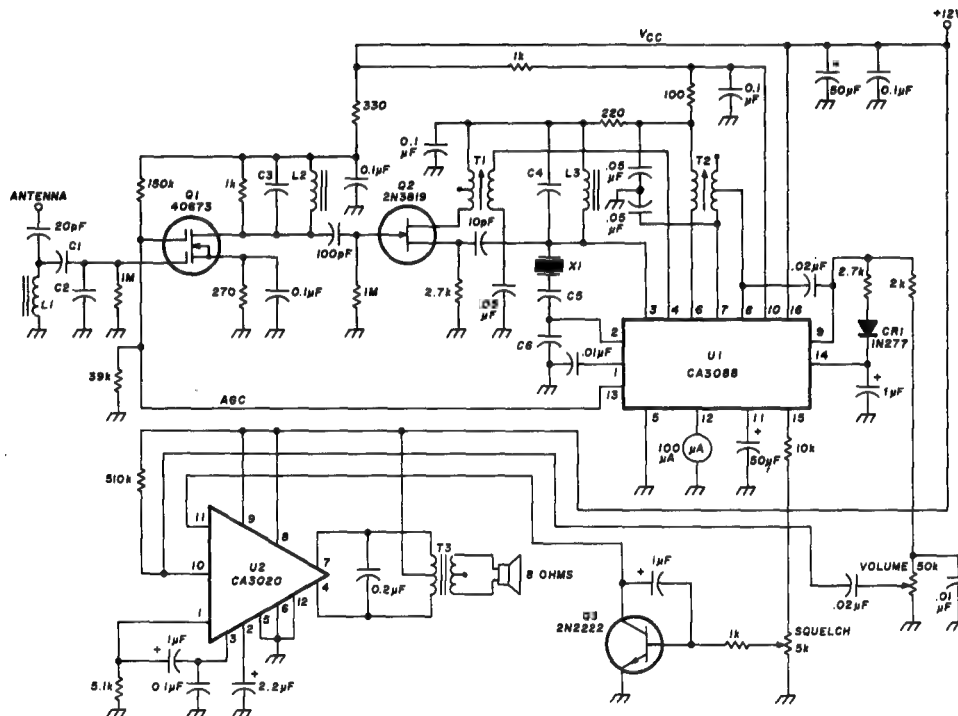 +12V
VCC
1k
330
100
0.1 µF
50µF
0.1µF
150k
1k
C3
L2
0.1µF
0.1 µF
T1
C4
220
L3
.05 µF
.05 µF
T2
ANTENNA
20pF
C1
C2
L1
1M
Q1
40673
270
0.1µF
100pF
1M
Q2
2N3819
10pF
2.7k
.05 µF
X1
C5
C6
.01µF
.02µF
2.7k
2k
CR1
1N277
1µF
3
4
6
7
8
10
16
2
1
13
9
14
U1
CA3088
5
12
11
15
39k
AGC
100 µA
µA
50µF
10k
510k
11
9
8
10
U2
CA3020
7
4
1
3
2
5
6
12
T3
0.2µF
8 OHMS
1µF
5.1k
0.1µF
2.2µF
1µF
Q3
2N2222
1k
SQUELCH
5k
.02µF
VOLUME
50k
.01 µF